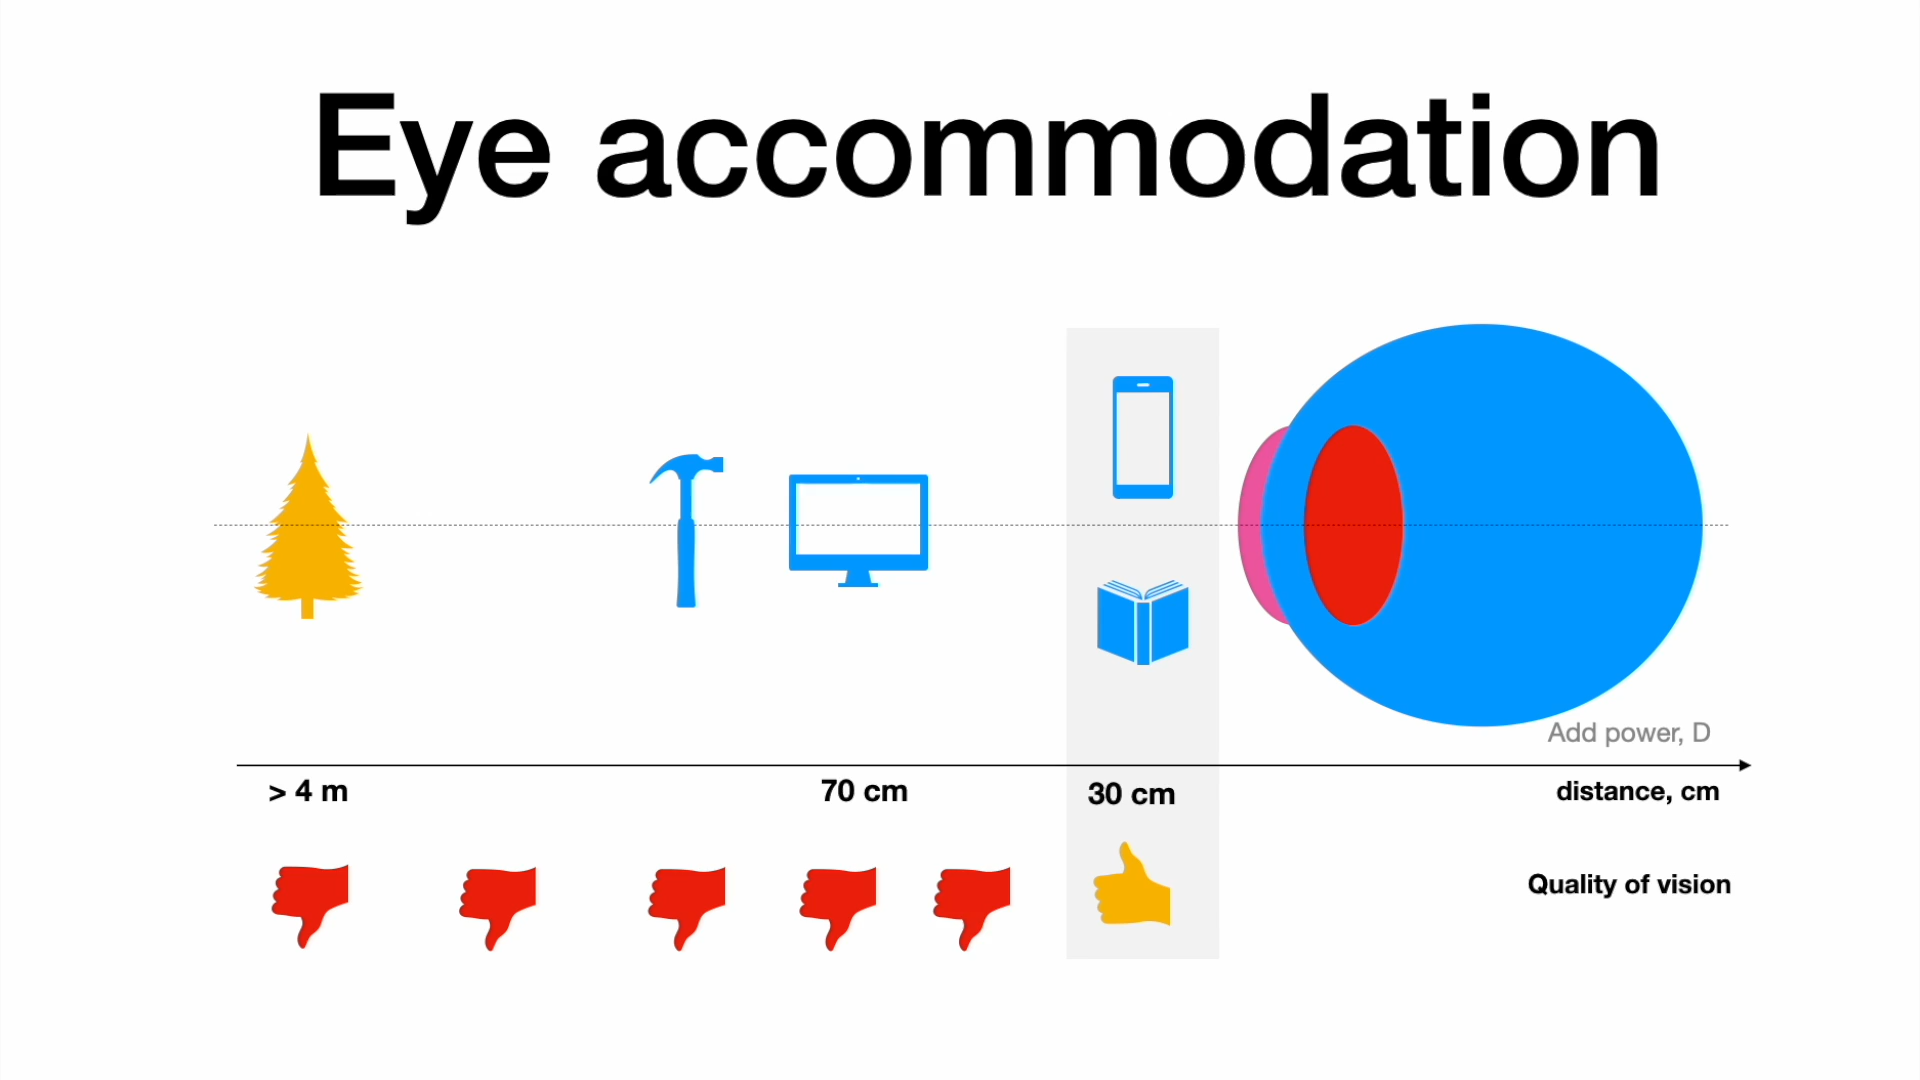 Eye accommodation
Add power, D
> 4 m
70 cm
30 cm
distance, cm
Quality of vision